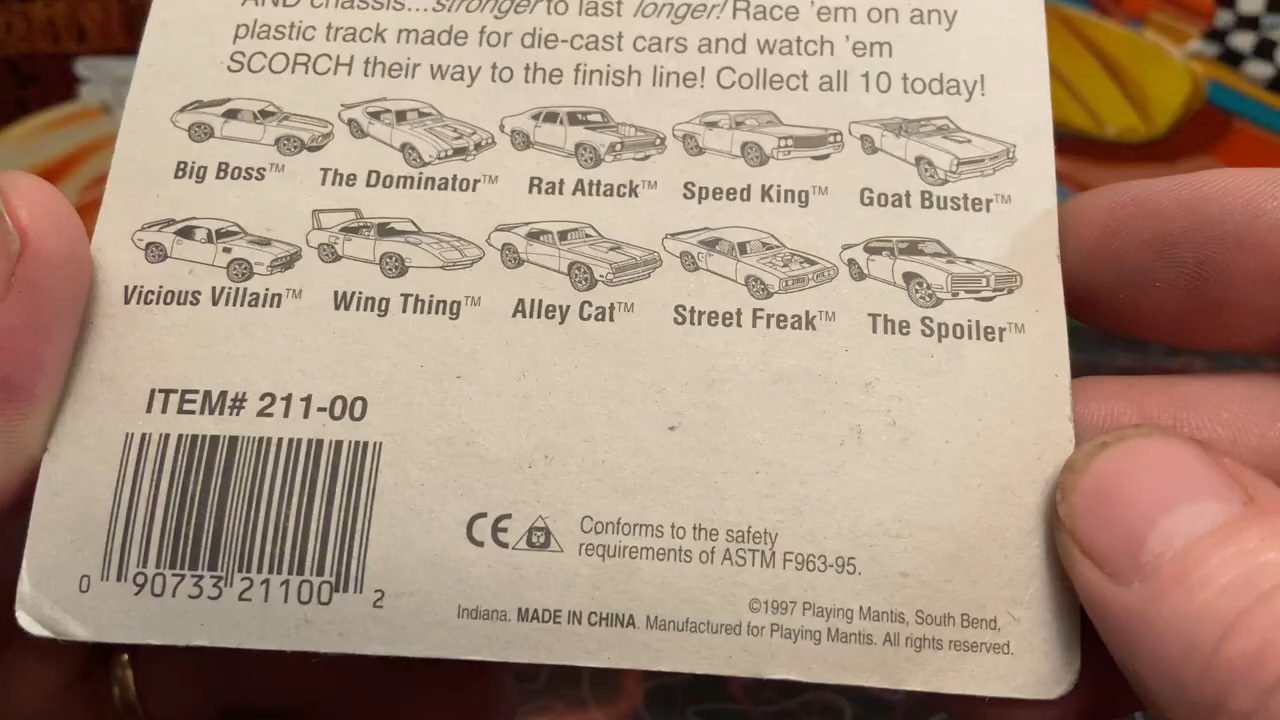 AND chassis...stronger to last longer! Race 'em on any
plastic track made for die-cast cars and watch 'em
SCORCH their way to the finish line! Collect all 10 today!
Big Boss™ The Dominator™ Rat Attack™ Speed King™ Goat Buster™
Vicious Villain™ Wing Thing™ Alley Cat™ Street Freak™ The Spoiler™
ITEM# 211-00
0 90733 21100 2
CE
Conforms to the safety
requirements of ASTM F963-95.
©1997 Playing Mantis, South Bend,
Indiana. MADE IN CHINA. Manufactured for Playing Mantis. All rights reserved.